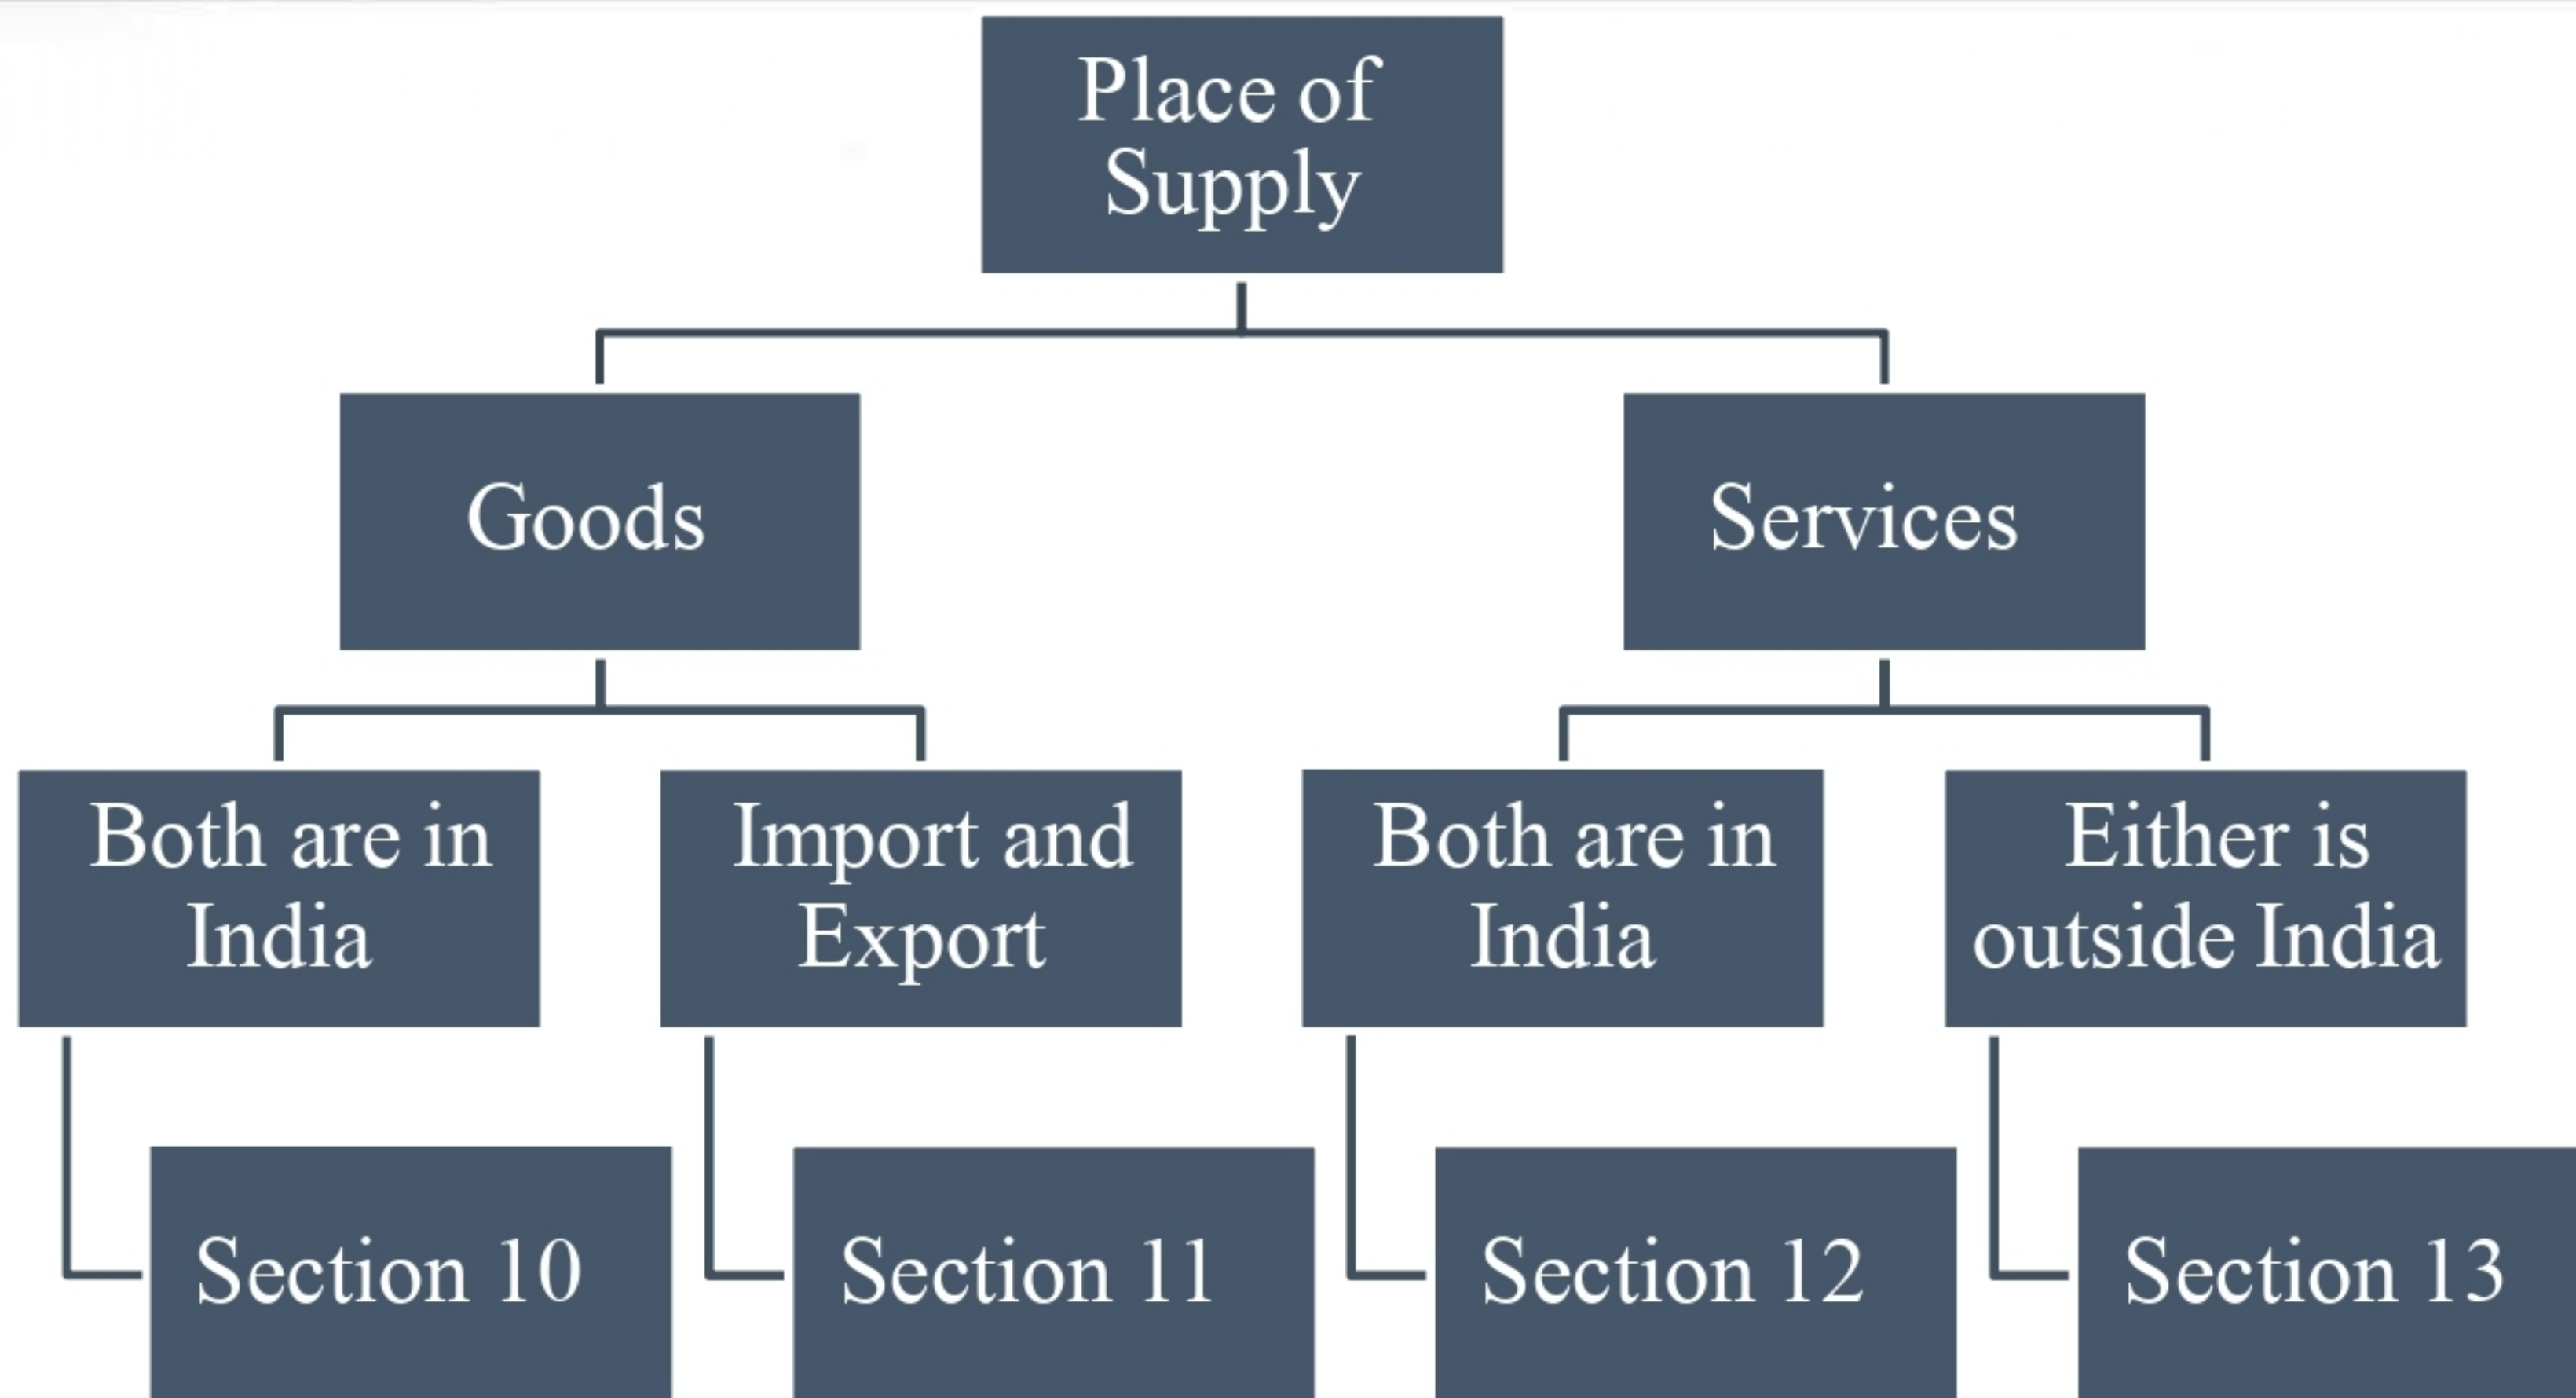 Place of
Supply
Goods
Services
Both are in
India
Import and
Export
Both are in
India
Either is
outside India
Section 10
Section 11
Section 12
Section 13